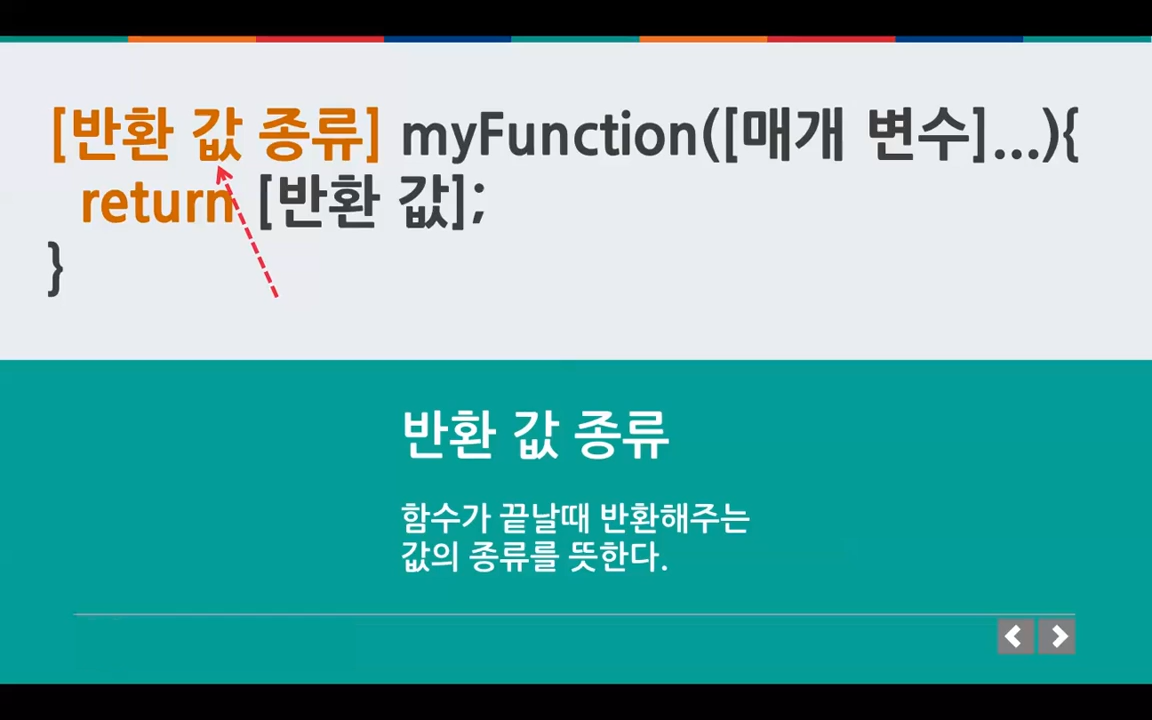 [반환 값 종류] myFunction([매개 변수]...){
return [반환 값];
}
반환 값 종류
함수가 끝날때 반환해주는
값의 종류를 뜻한다.